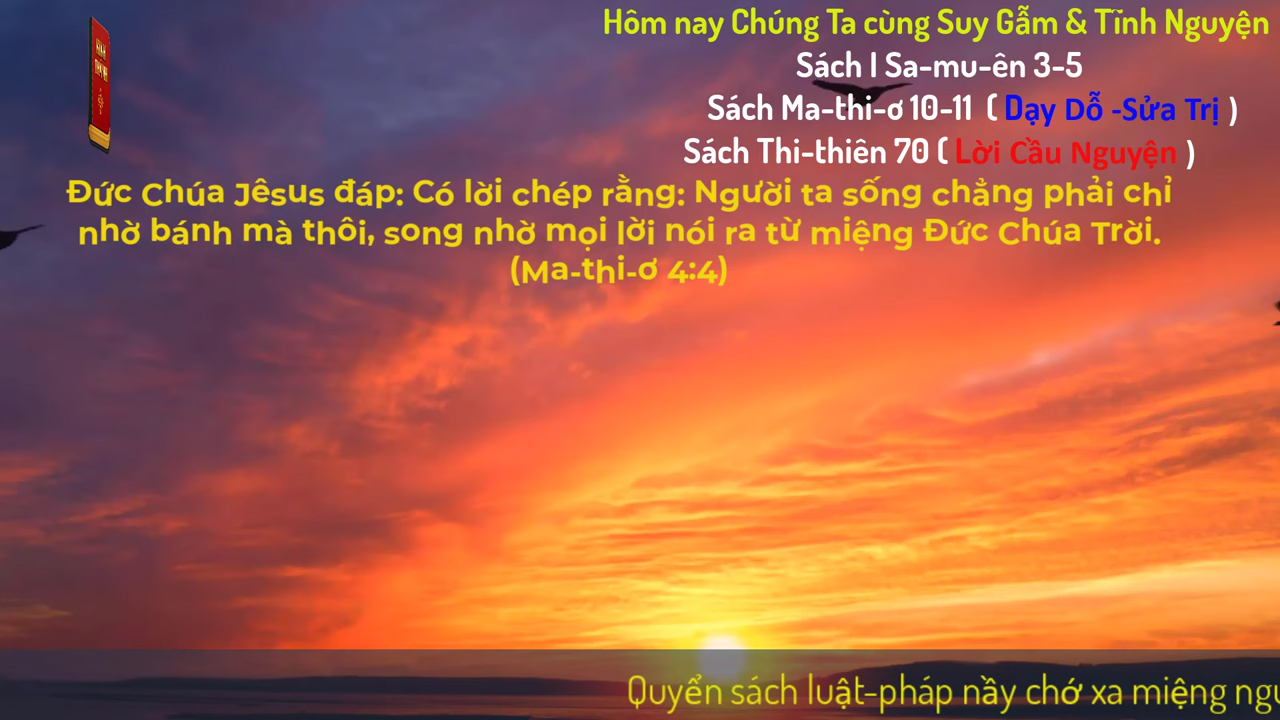 Hôm nay Chúng Ta cùng Suy Gẫm & Tĩnh Nguyện
Sách I Sa-mu-ên 3-5
Sách Ma-thi-ơ 10-11 ( Dạy Dỗ -Sửa Trị )
Sách Thi-thiên 70 ( Lời Cầu Nguyện )
Đức Chúa Jêsus đáp: Có lời chép rằng: Người ta sống chẳng phải chỉ
nhờ bánh mà thôi, song nhờ mọi lời nói ra từ miệng Đức Chúa Trời.
(Ma-thi-ơ 4:4)
Quyển sách luật-pháp nầy chớ xa miệng